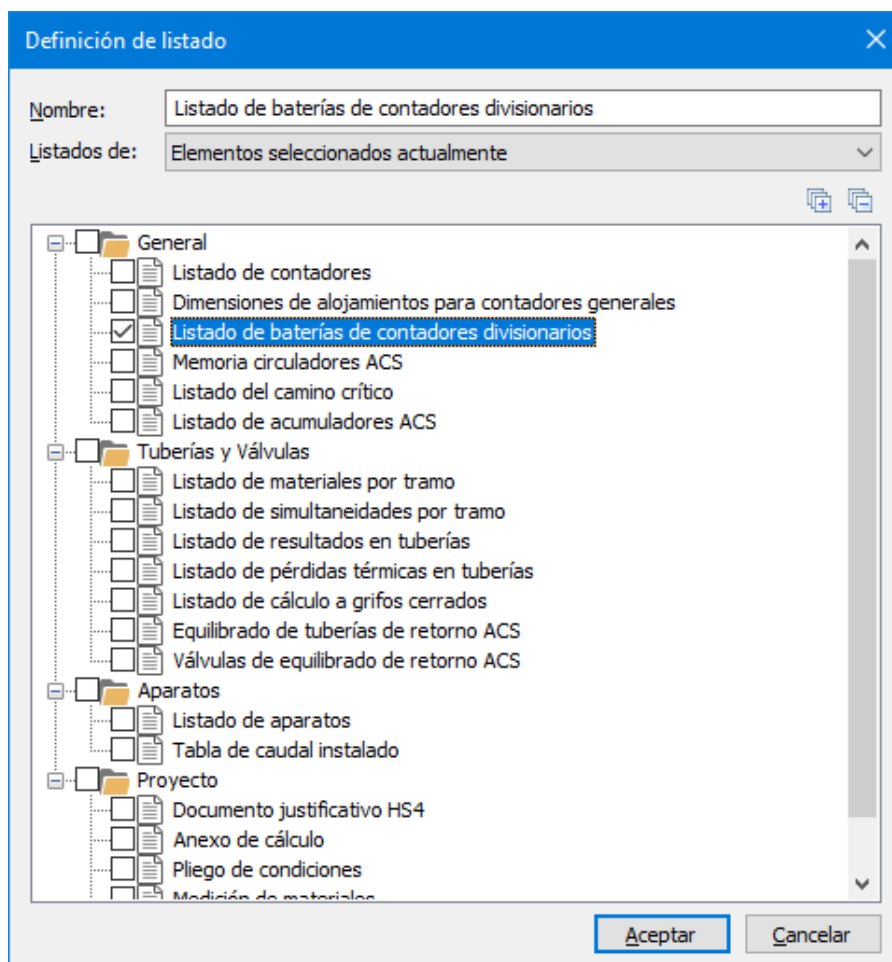 Definición de listado
Nombre: Listado de baterías de contadores divisionarios
Listados de: Elementos seleccionados actualmente
General
Listado de contadores
Dimensiones de alojamientos para contadores generales
Listado de baterías de contadores divisionarios
Memoria circuladores ACS
Listado del camino crítico
Listado de acumuladores ACS
Tuberías y Válvulas
Listado de materiales por tramo
Listado de simultaneidades por tramo
Listado de resultados en tuberías
Listado de pérdidas térmicas en tuberías
Listado de cálculo a grifos cerrados
Equilibrado de tuberías de retorno ACS
Válvulas de equilibrado de retorno ACS
Aparatos
Listado de aparatos
Tabla de caudal instalado
Proyecto
Documento justificativo HS4
Anexo de cálculo
Pliego de condiciones
Medición de materiales
Aceptar Cancelar